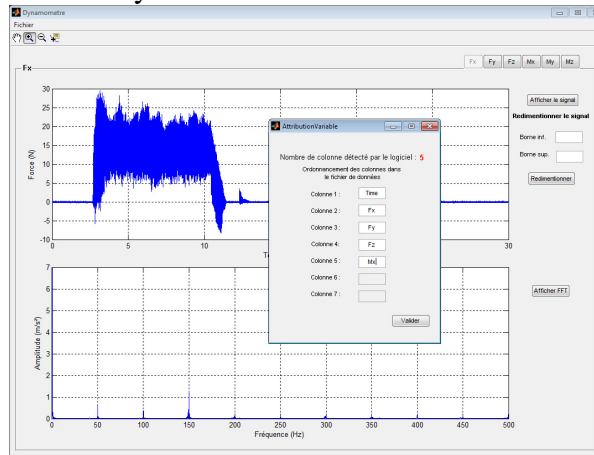 Dynamometre
Fichier
Fx Fy Fz Mx My Mz
Fx
30
25
20
15
10
5
0
-5
-10
Force (N)
0 5 10 30
Afficher le signal
Redimentionner le signal
Borne inf.
Borne sup.
Redimentionner
AttributionVariable
Nombre de colonne détecté par le logiciel : 5
Ordonnancement des colonnes dans
le fichier de données
Colonne 1 : Time
Colonne 2 : Fx
Colonne 3 : Fy
Colonne 4: Fz
Colonne 5 : Mx
Colonne 6 :
Colonne 7 :
Valider
7
6
5
4
3
2
1
0
Amplitude (m/s²)
0 50 100 150 200 250 300 350 400 450 500
Fréquence (Hz)
Afficher FFT